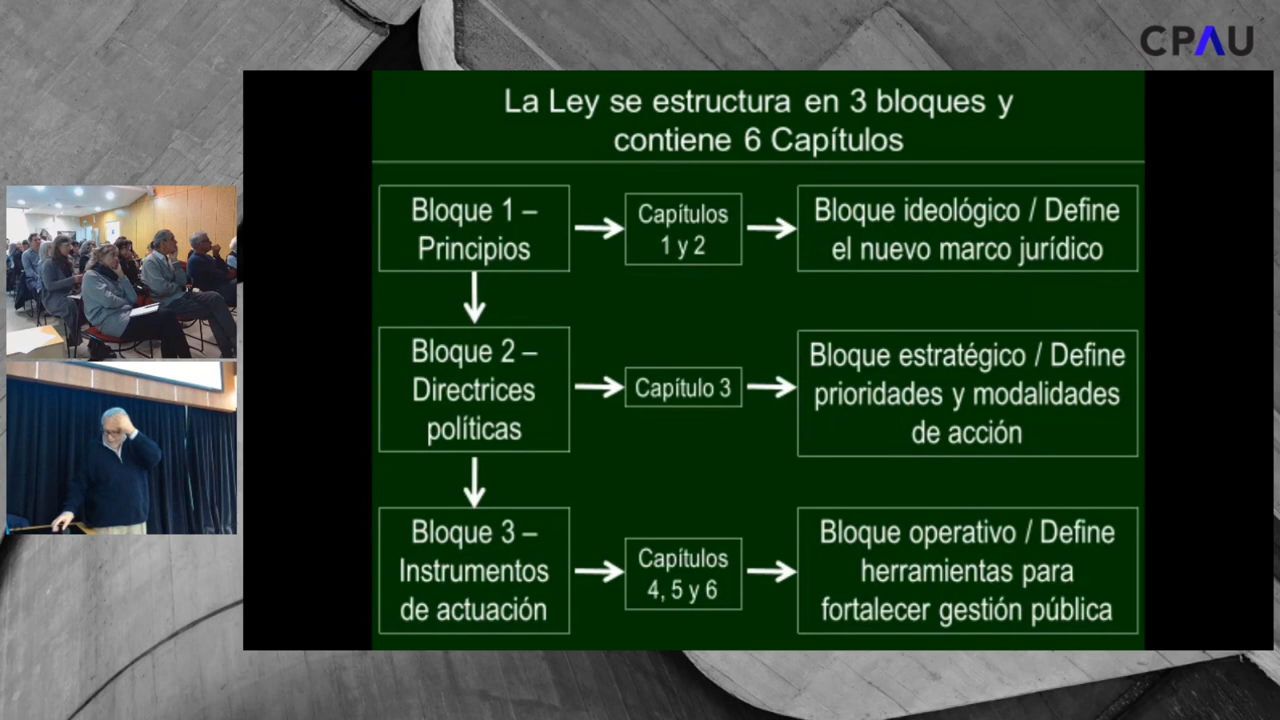 CPAU
La Ley se estructura en 3 bloques y
contiene 6 Capítulos
Bloque 1 –
Principios
Capítulos
1 y 2
Bloque ideológico / Define
el nuevo marco jurídico
Bloque 2 –
Directrices
políticas
Capítulo 3
Bloque estratégico / Define
prioridades y modalidades
de acción
Bloque 3 –
Instrumentos
de actuación
Capítulos
4, 5 y 6
Bloque operativo / Define
herramientas para
fortalecer gestión pública